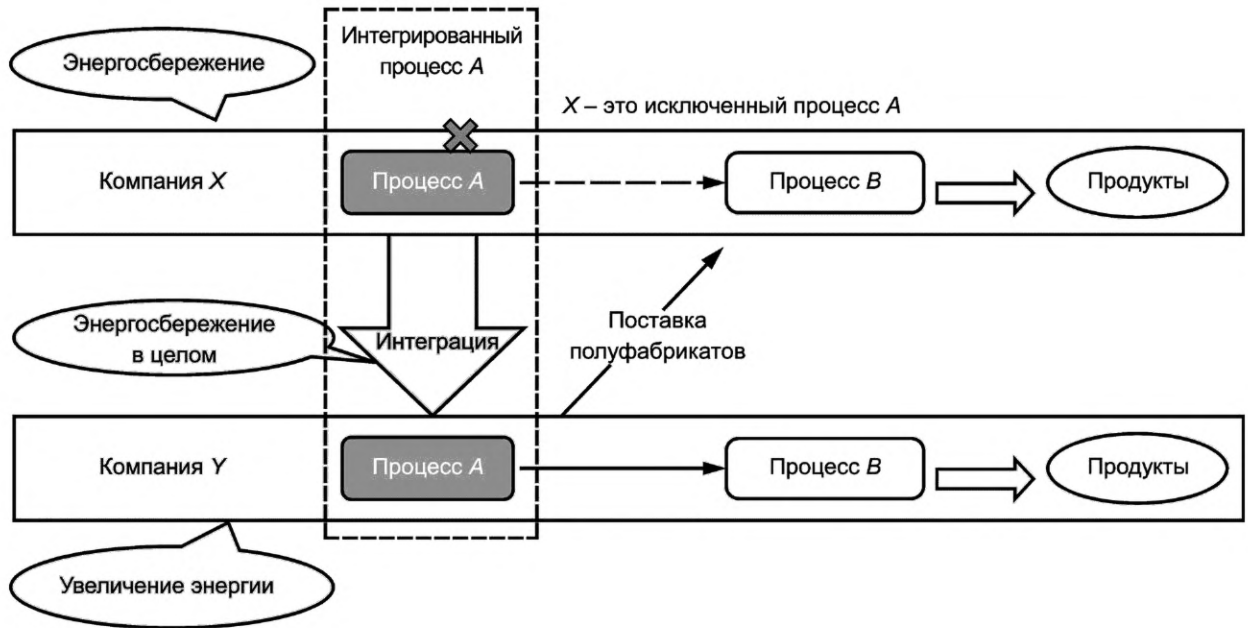 Интегрированный
процесс A
Энергосбережение
X – это исключенный процесс A
Компания X
Процесс A
Процесс B
Продукты
Энергосбережение
в целом
Интеграция
Поставка
полуфабрикатов
Компания Y
Процесс A
Процесс B
Продукты
Увеличение энергии